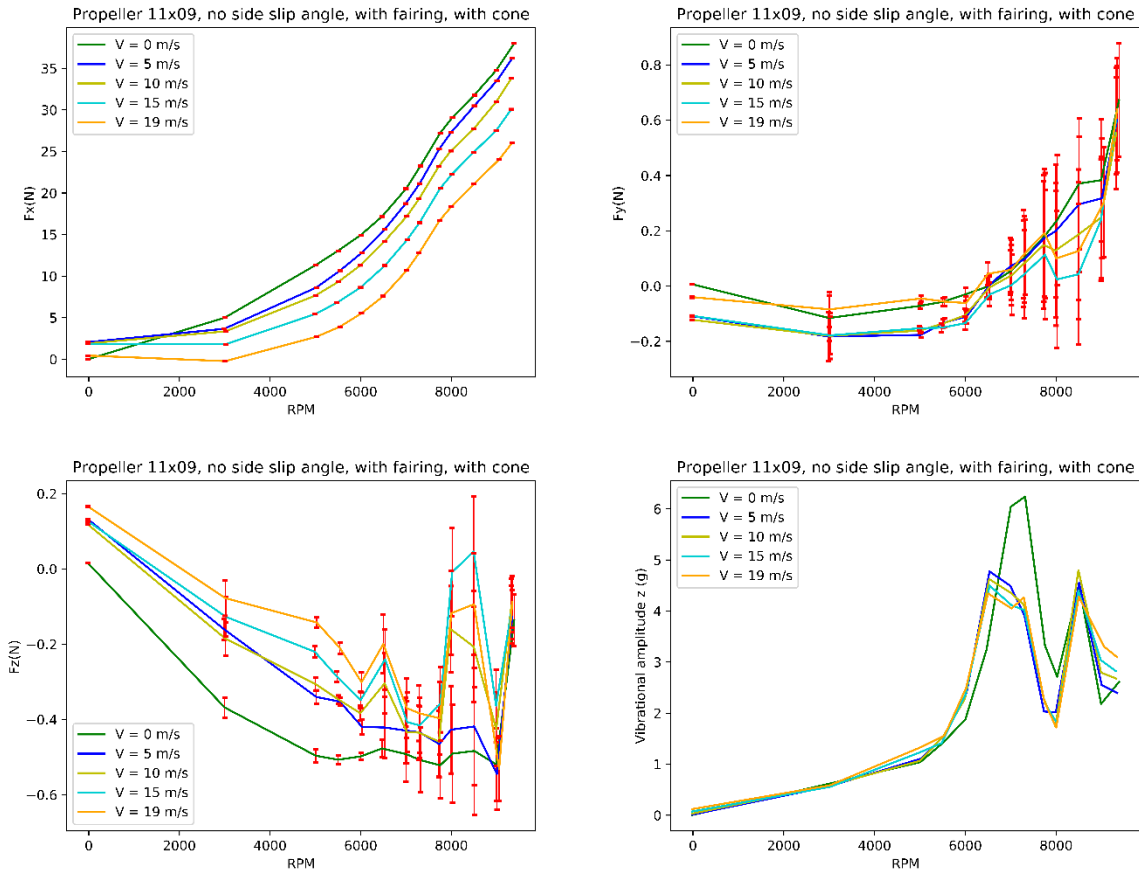 Propeller 11x09, no side slip angle, with fairing, with cone
V = 0 m/s
V = 5 m/s
V = 10 m/s
V = 15 m/s
V = 19 m/s
35
30
25
20
15
10
5
0
Fx(N)
0 2000 4000 6000 8000
RPM
Propeller 11x09, no side slip angle, with fairing, with cone
V = 0 m/s
V = 5 m/s
V = 10 m/s
V = 15 m/s
V = 19 m/s
0.8
0.6
0.4
0.2
0.0
−0.2
Fy(N)
0 2000 4000 6000 8000
RPM
Propeller 11x09, no side slip angle, with fairing, with cone
0.2
0.0
−0.2
−0.4
−0.6
Fz(N)
V = 0 m/s
V = 5 m/s
V = 10 m/s
V = 15 m/s
V = 19 m/s
0 2000 4000 6000 8000
RPM
Propeller 11x09, no side slip angle, with fairing, with cone
V = 0 m/s
V = 5 m/s
V = 10 m/s
V = 15 m/s
V = 19 m/s
6
5
4
3
2
1
0
Vibrational amplitude z (g)
0 2000 4000 6000 8000
RPM